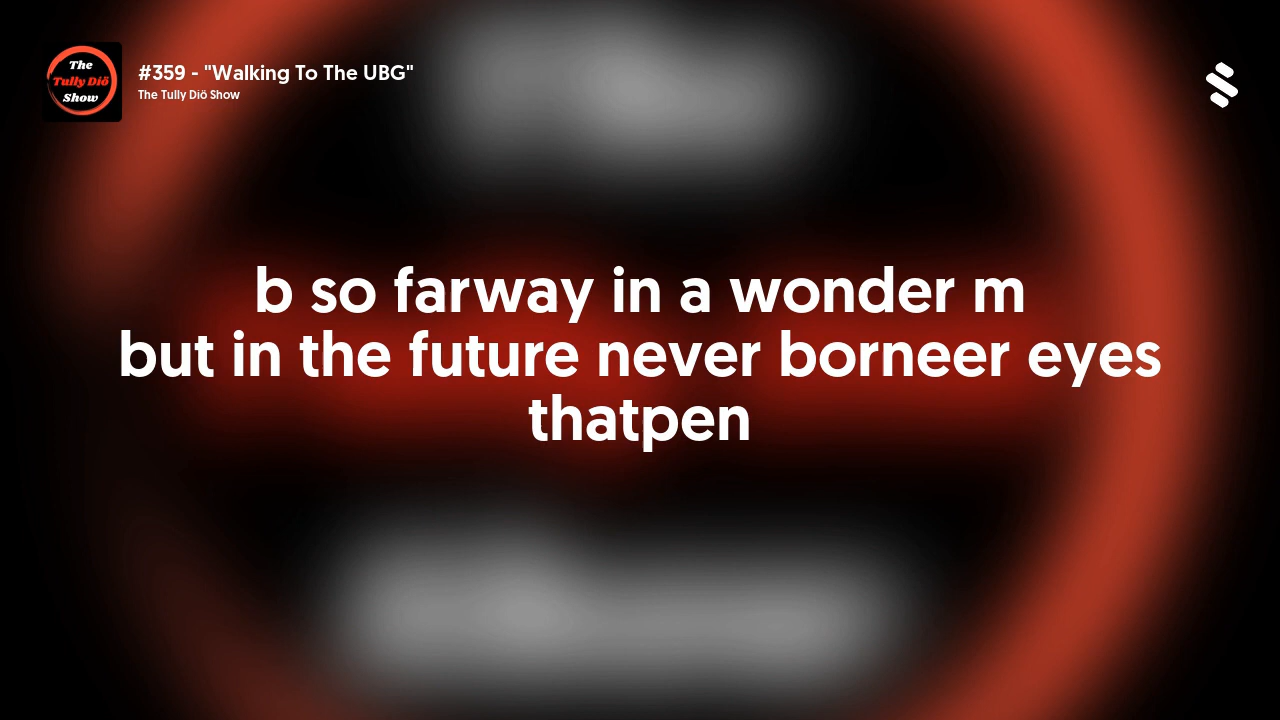 The
Tully Diö
Show
#359 - "Walking To The UBG"
The Tully Diö Show
b so farway in a wonder m
but in the future never borneer eyes
thatpen